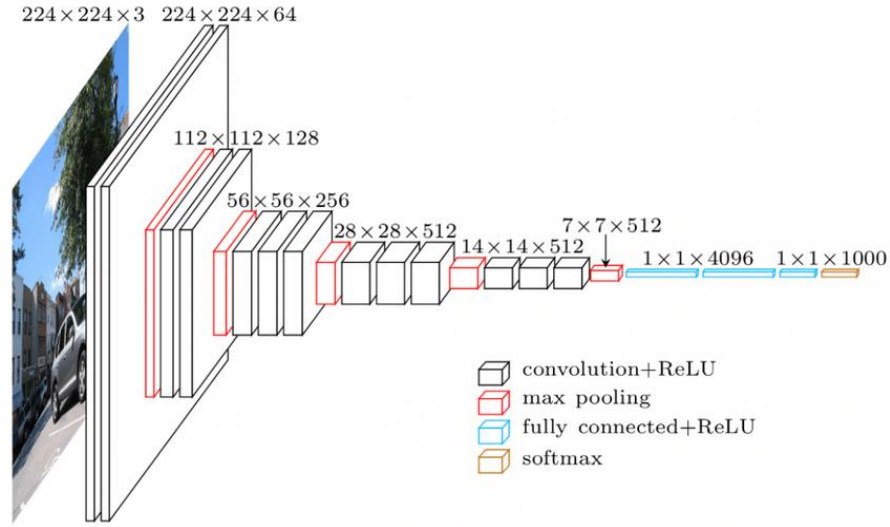 224×224×3
224×224×64
112×112×128
56×56×256
28×28×512
14×14×512
7×7×512
1×1×4096
1×1×1000
convolution+ReLU
max pooling
fully connected+ReLU
softmax